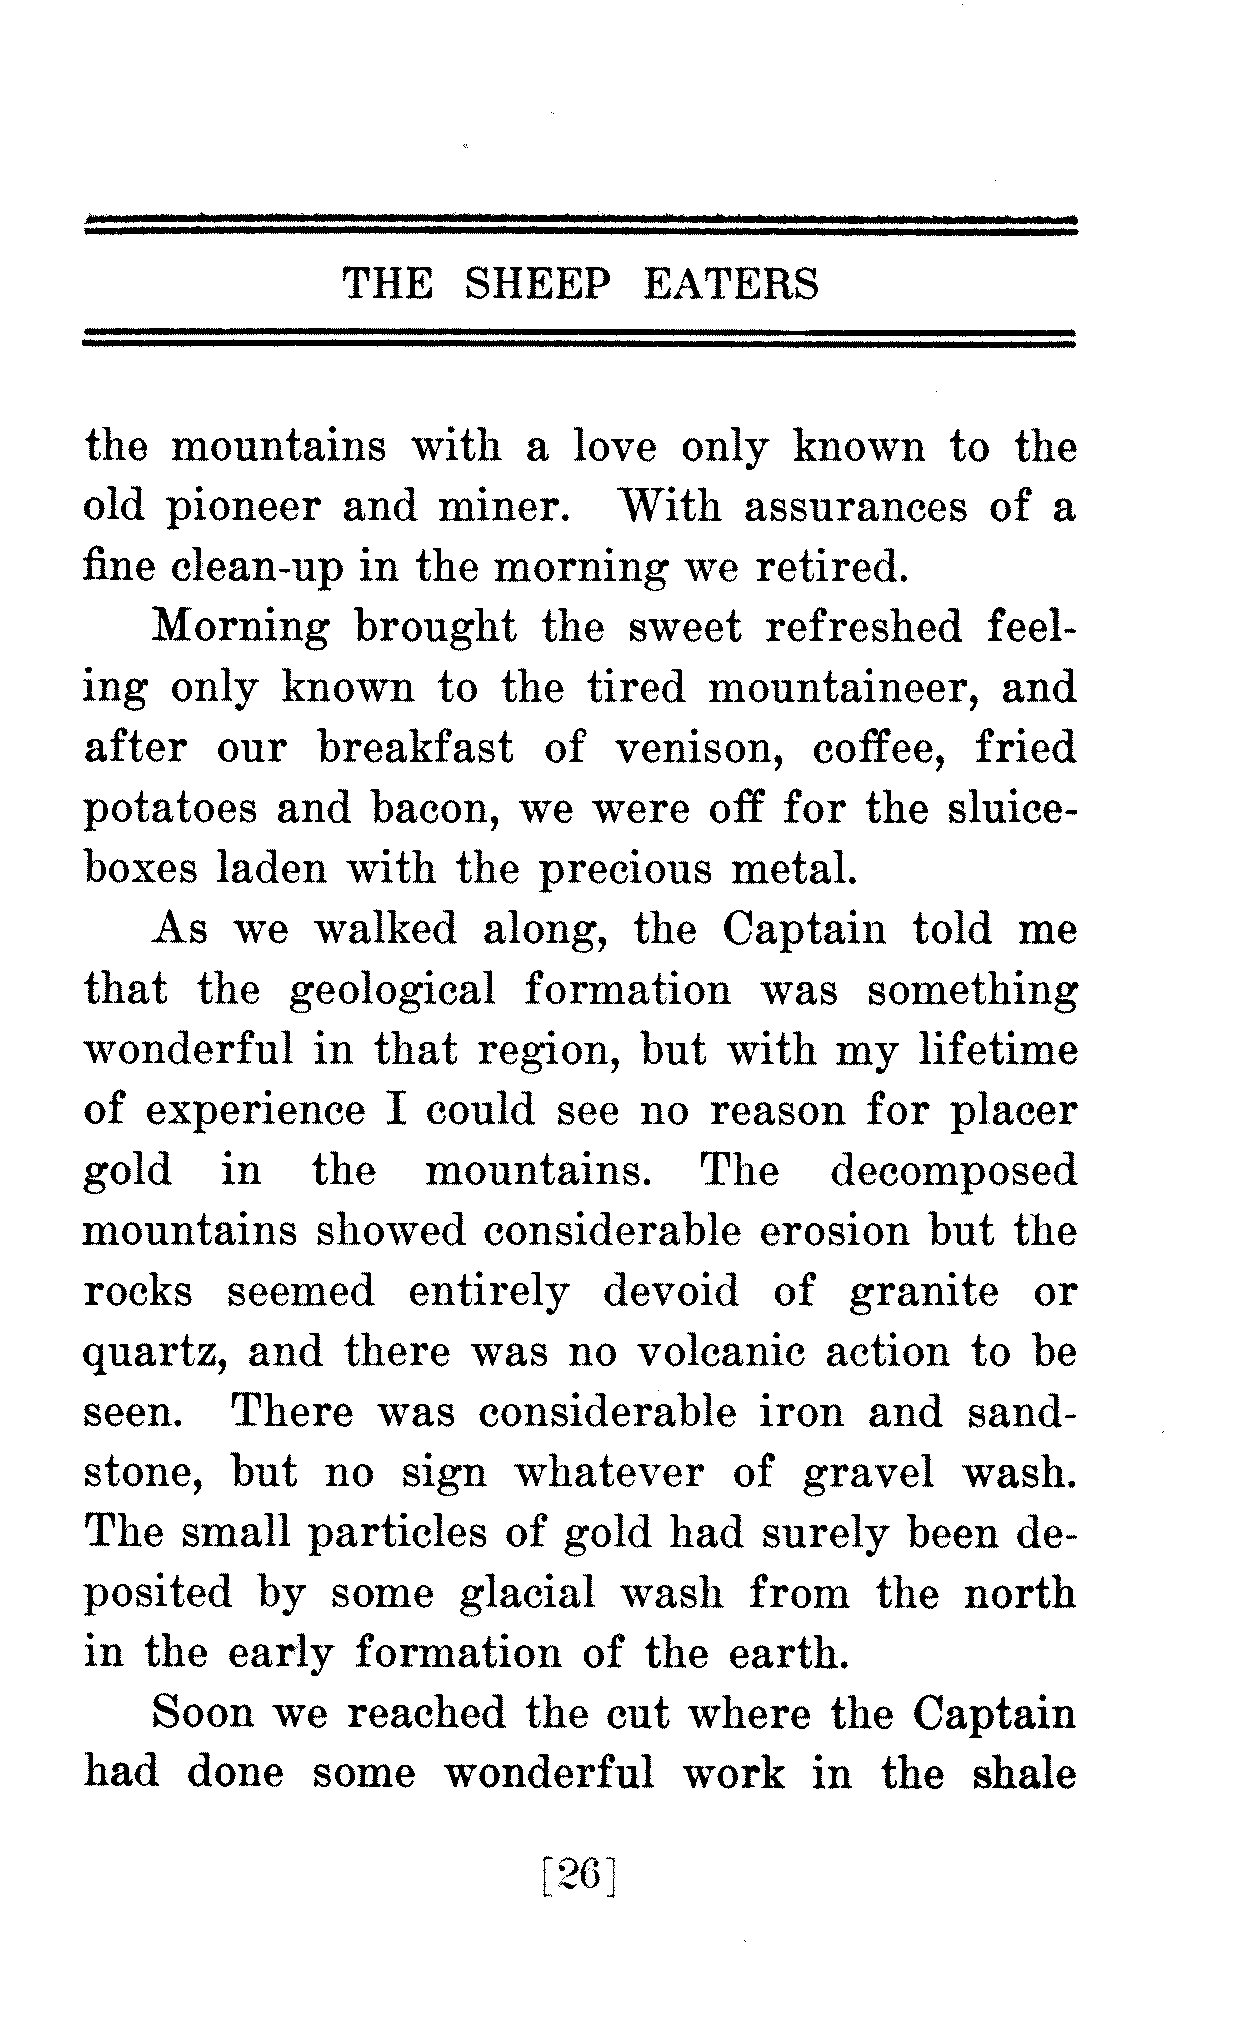 THE SHEEP EATERS
the mountains with a love only known to the
old pioneer and miner. With assurances of a
fine clean-up in the morning we retired.
Morning brought the sweet refreshed feel-
ing only known to the tired mountaineer, and
after our breakfast of venison, coffee, fried
potatoes and bacon, we were off for the sluice-
boxes laden with the precious metal.
As we walked along, the Captain told me
that the geological formation was something
wonderful in that region, but with my lifetime
of experience I could see no reason for placer
gold in the mountains. The decomposed
mountains showed considerable erosion but the
rocks seemed entirely devoid of granite or
quartz, and there was no volcanic action to be
seen. There was considerable iron and sand-
stone, but no sign whatever of gravel wash.
The small particles of gold had surely been de-
posited by some glacial wash from the north
in the early formation of the earth.
Soon we reached the cut where the Captain
had done some wonderful work in the shale
[26]